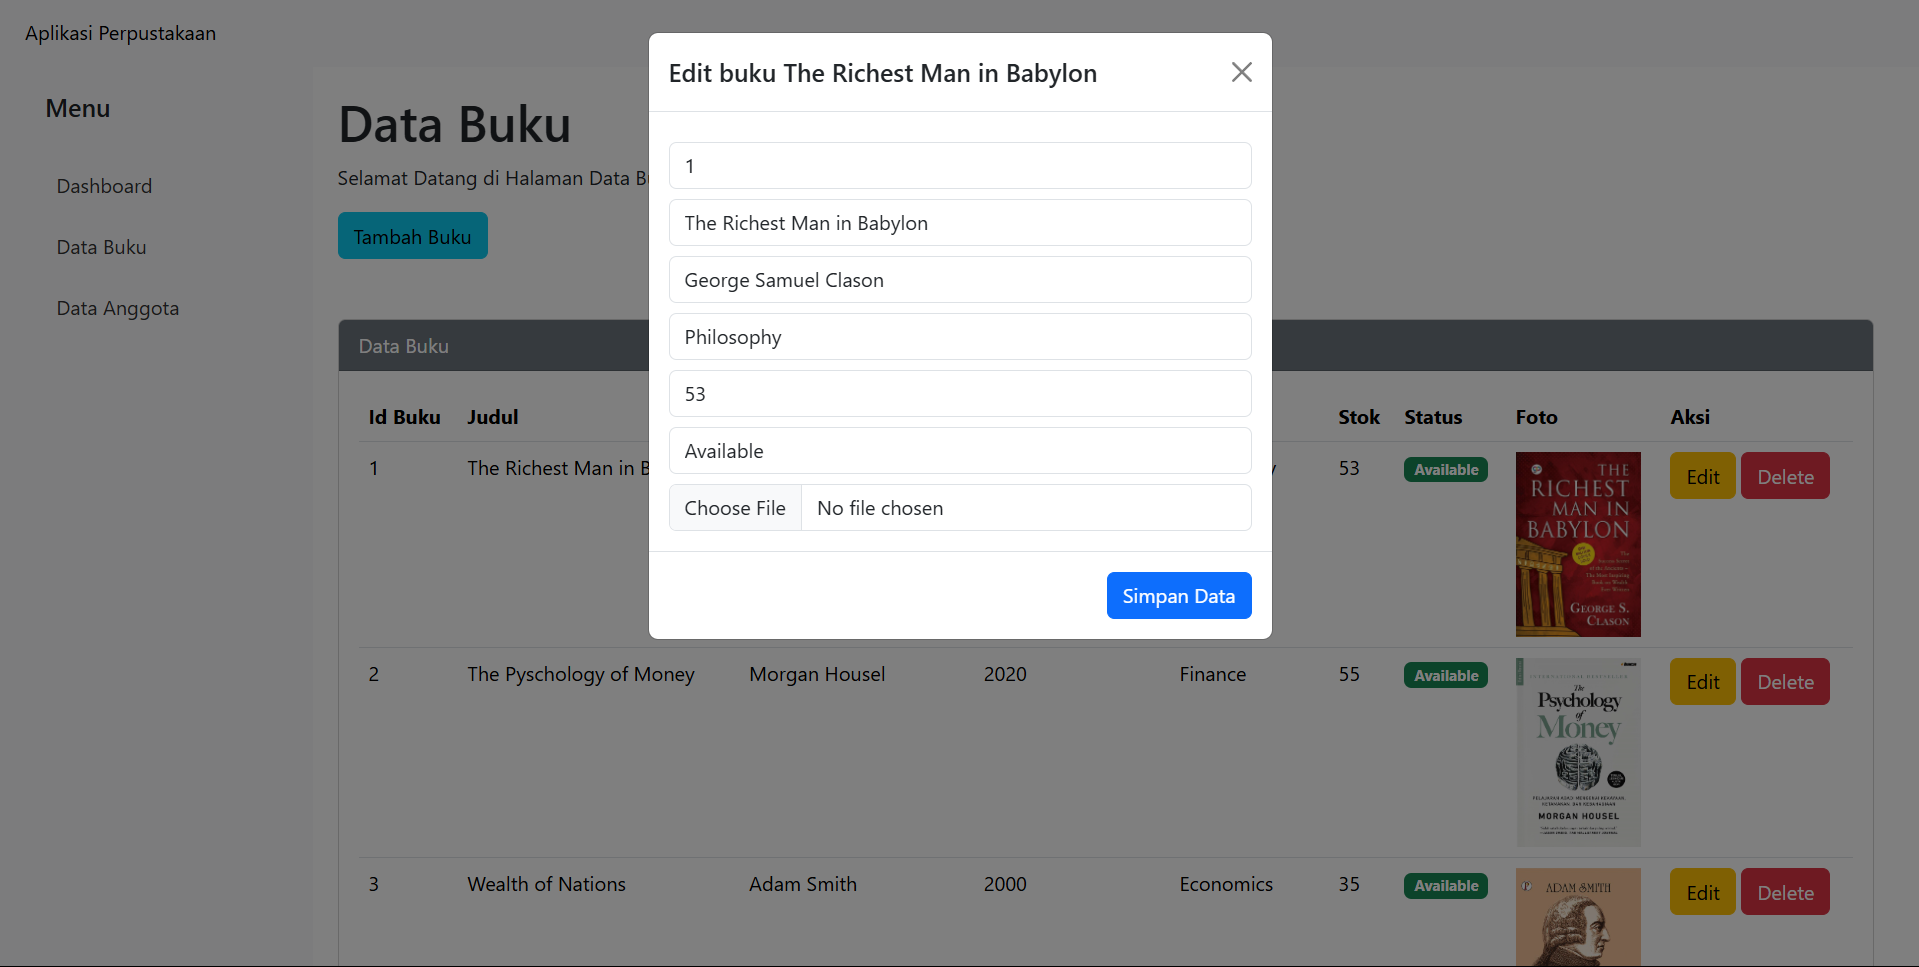 Aplikasi Perpustakaan
Menu
Dashboard
Data Buku
Data Anggota
Data Buku
Selamat Datang di Halaman Data B
Tambah Buku
Edit buku The Richest Man in Babylon
1
The Richest Man in Babylon
George Samuel Clason
Philosophy
53
Available
Choose File No file chosen
Simpan Data
Data Buku
Id Buku Judul Stok Status Foto Aksi
1 The Richest Man in B 53 Available Edit Delete
THE
RICHEST
MAN IN
BABYLON
GEORGE S.
CLASON
2 The Pyschology of Money Morgan Housel 2020 Finance 55 Available Edit Delete
The
Psychology
of
Money
MORGAN HOUSEL
3 Wealth of Nations Adam Smith 2000 Economics 35 Available Edit Delete
ADAM SMITH